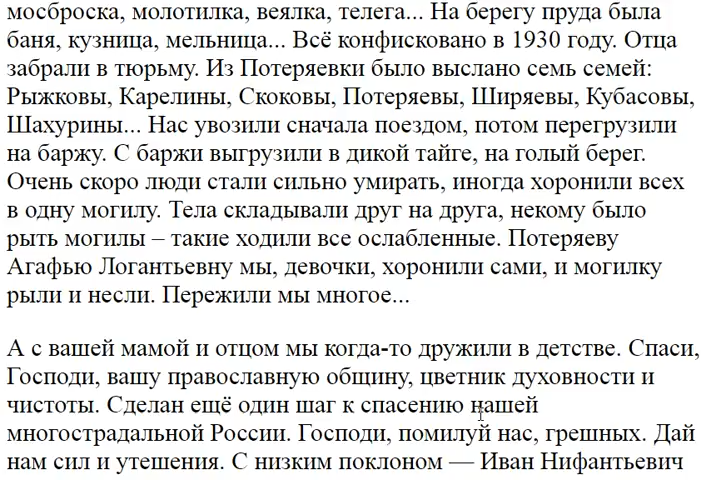 мосброска, молотилка, веялка, телега... На берегу пруда была
баня, кузница, мельница... Всё конфисковано в 1930 году. Отца
забрали в тюрьму. Из Потеряевки было выслано семь семей:
Рыжковы, Карелины, Скоковы, Потеряевы, Ширяевы, Кубасовы,
Шахурины... Нас увозили сначала поездом, потом перегрузили
на баржу. С баржи выгрузили в дикой тайге, на голый берег.
Очень скоро люди стали сильно умирать, иногда хоронили всех
в одну могилу. Тела складывали друг на друга, некому было
рыть могилы – такие ходили все ослабленные. Потеряеву
Агафью Логантьевну мы, девочки, хоронили сами, и могилку
рыли и несли. Пережили мы многое...
А с вашей мамой и отцом мы когда-то дружили в детстве. Спаси,
Господи, вашу православную общину, цветник духовности и
чистоты. Сделан ещё один шаг к спасению нашей
многострадальной России. Господи, помилуй нас, грешных. Дай
нам сил и утешения. С низким поклоном — Иван Нифантьевич